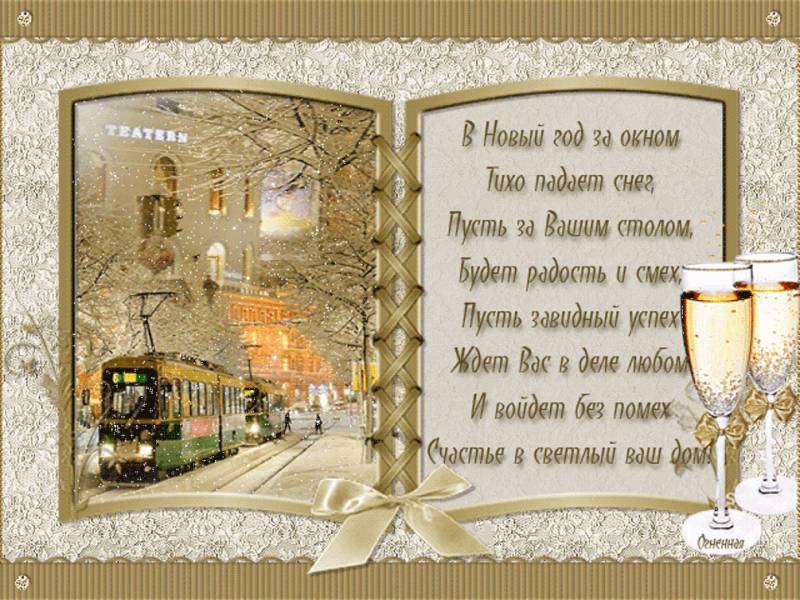 TEATERN
В Новый год за окном
Тихо падает снег,
Пусть за Вашим столом,
Будет радость и смех
Пусть завидный успех
Ждет Вас в деле любом
И войдет без помех
Счастье в светлый ваш дом!
Огненная